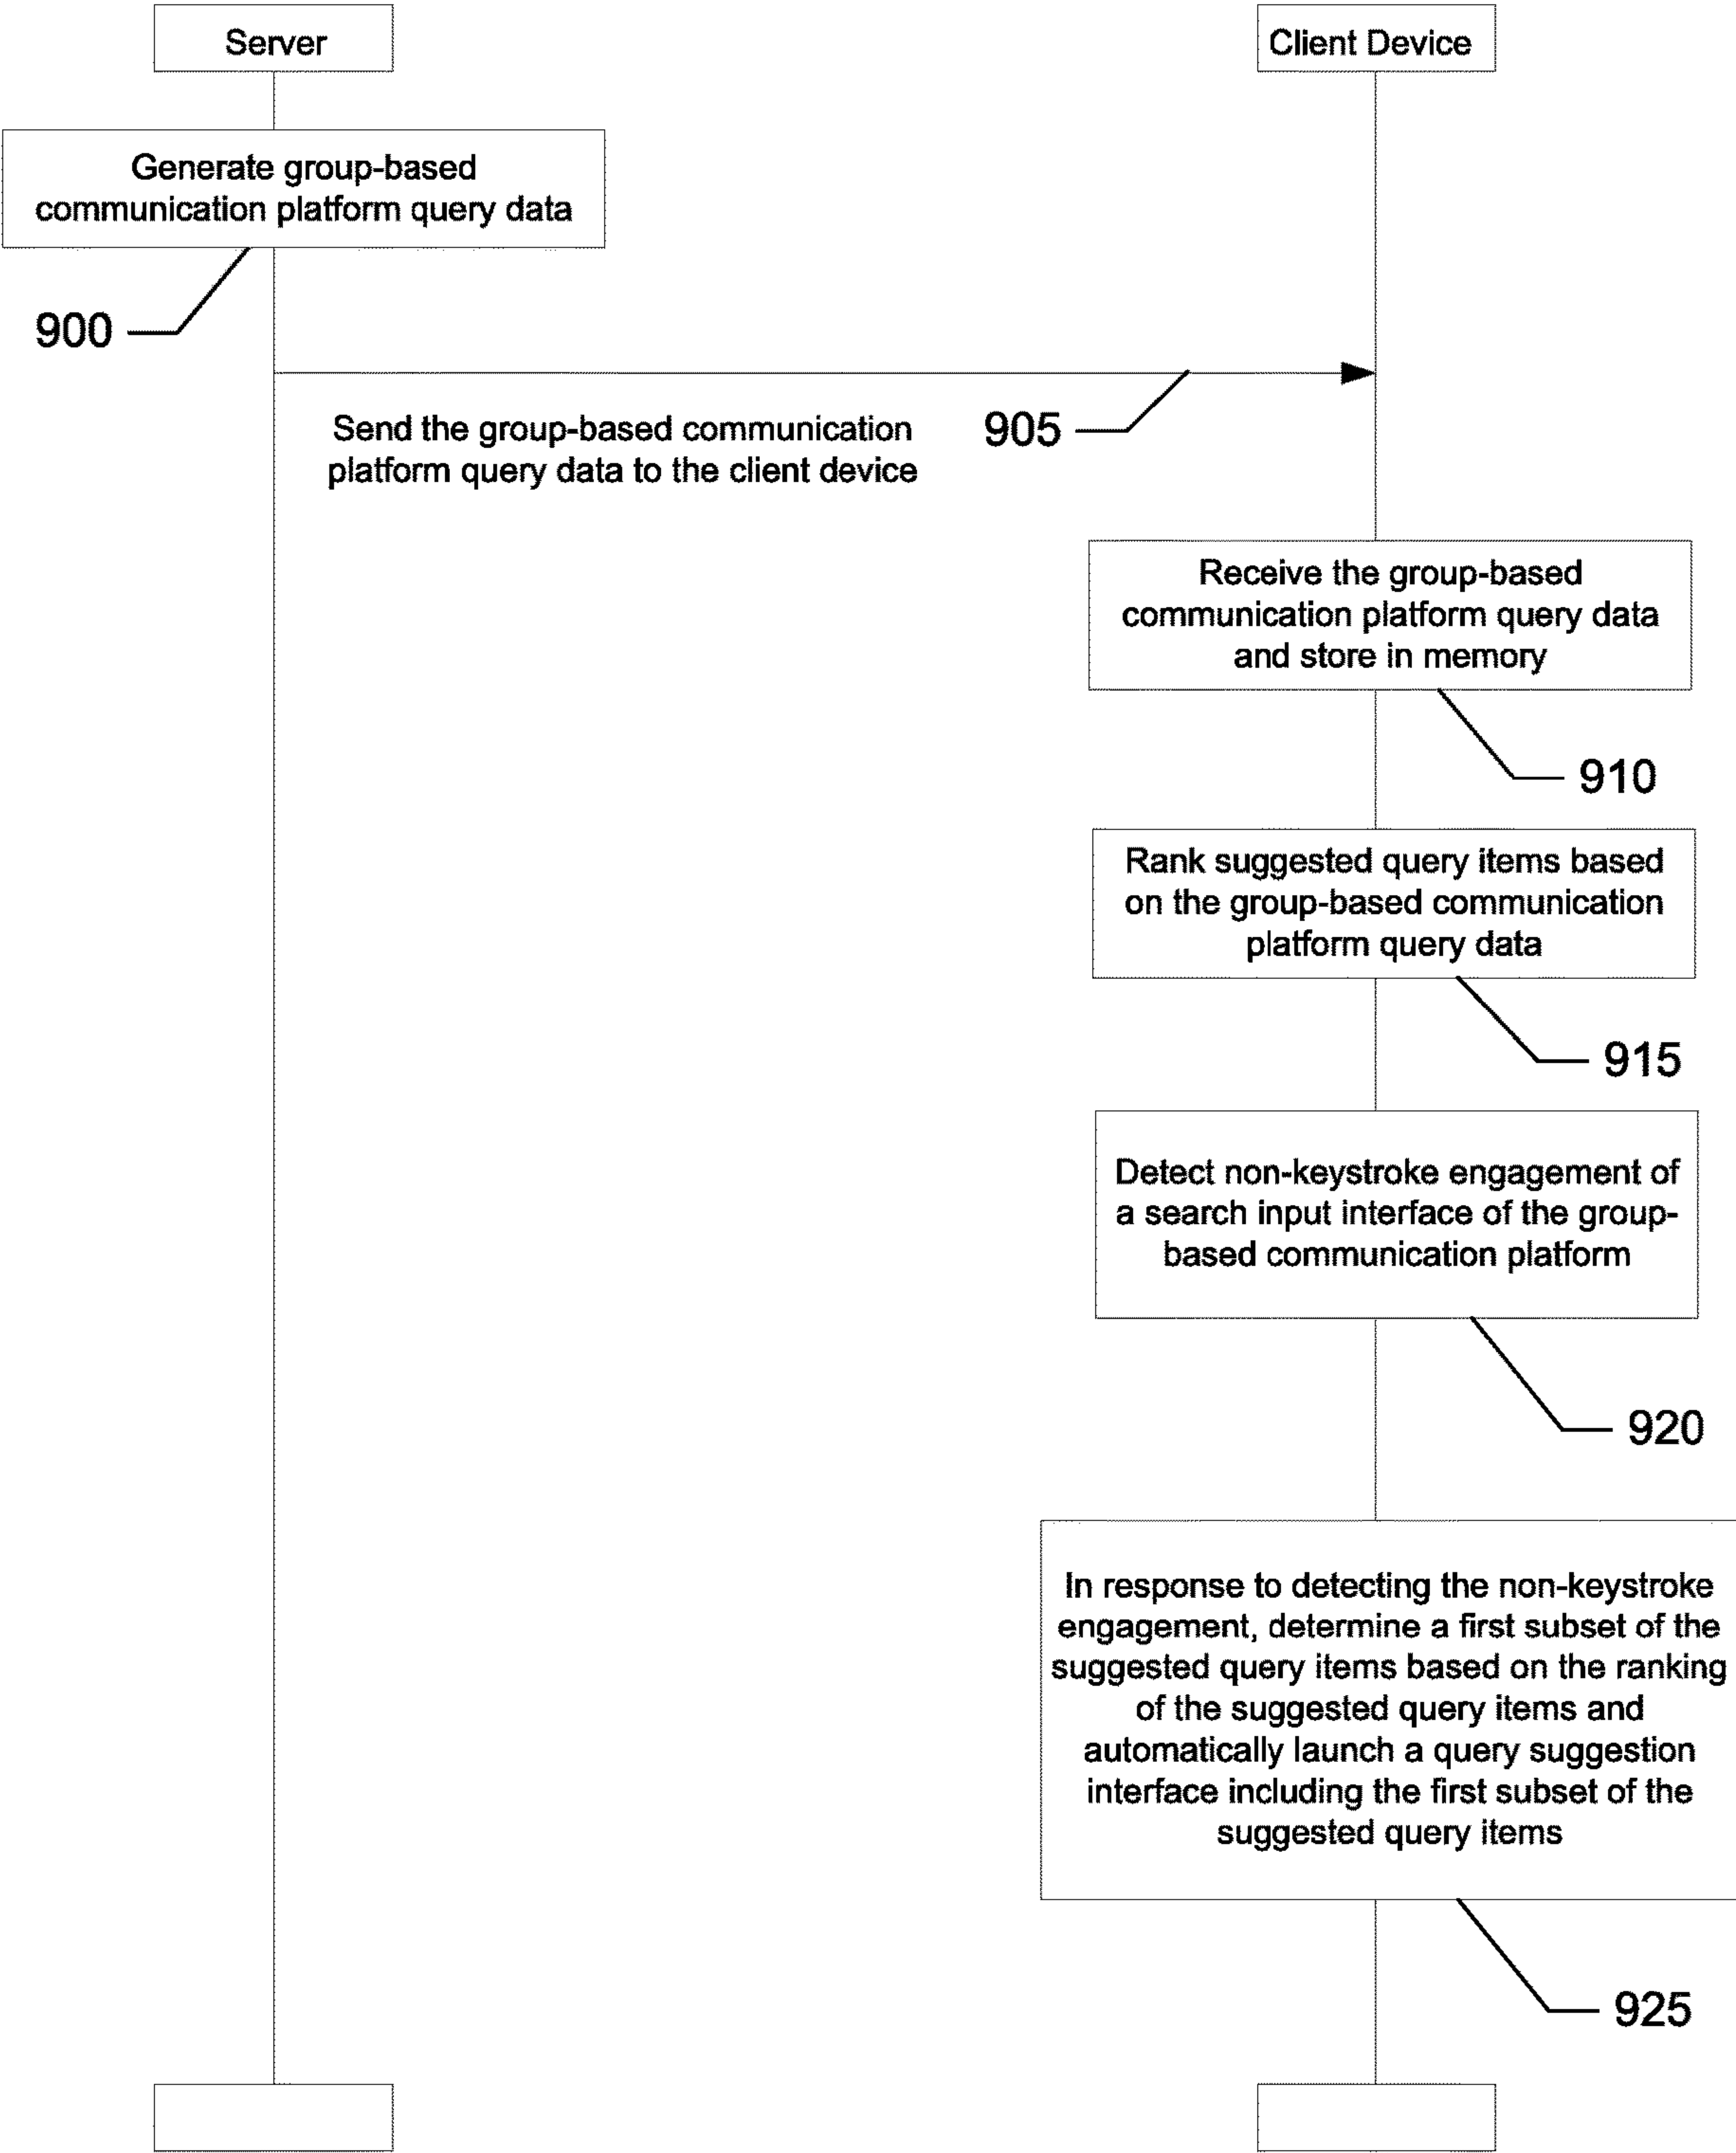 Server
Client Device
Generate group-based
communication platform query data
900
Send the group-based communication
platform query data to the client device
905
Receive the group-based
communication platform query data
and store in memory
910
Rank suggested query items based
on the group-based communication
platform query data
915
Detect non-keystroke engagement of
a search input interface of the group-
based communication platform
920
In response to detecting the non-keystroke
engagement, determine a first subset of the
suggested query items based on the ranking
of the suggested query items and
automatically launch a query suggestion
interface including the first subset of the
suggested query items
925